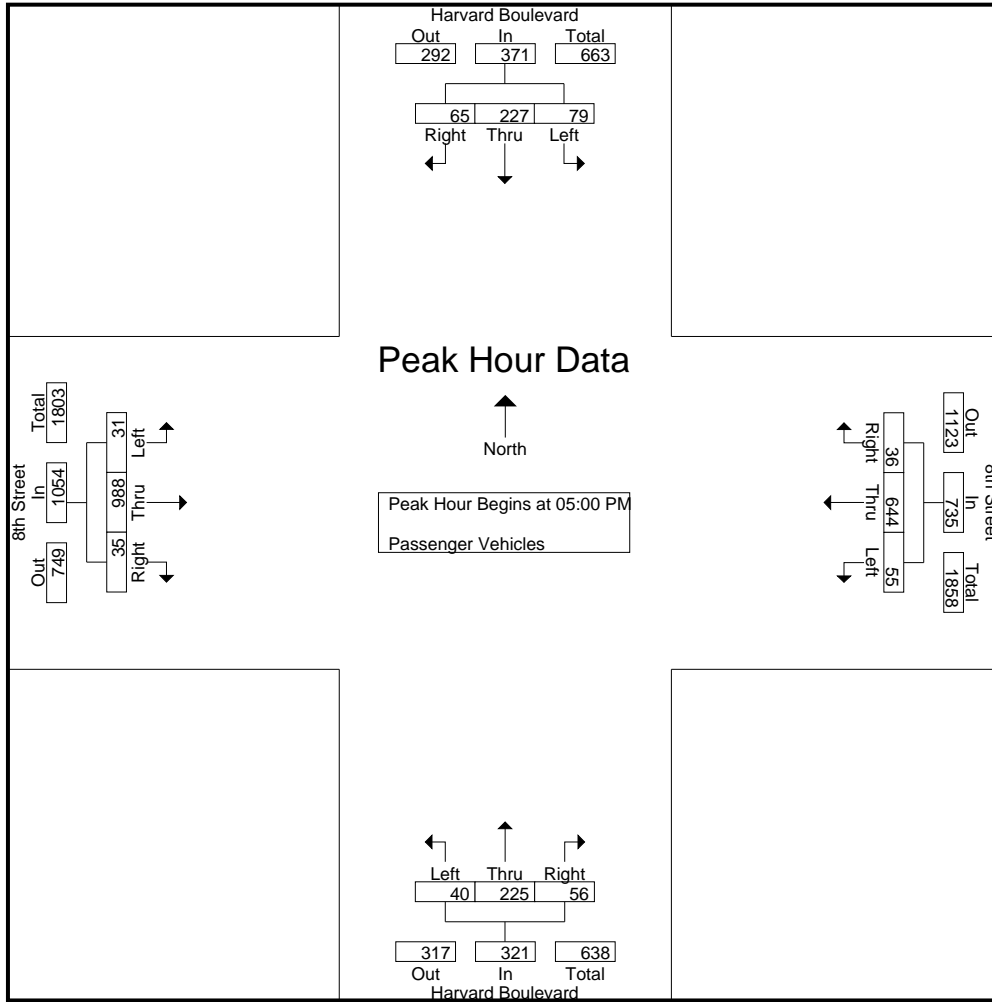 Harvard Boulevard
Out In Total
292 371 663
65 227 79
Right Thru Left
Peak Hour Data
North
Peak Hour Begins at 05:00 PM
Passenger Vehicles
8th Street
Total In Out
1803 1054 749
31 988 35
Left Thru Right
8th Street
Out In Total
1123 735 1858
36 644 55
Right Thru Left
Left Thru Right
40 225 56
317 321 638
Out In Total
Harvard Boulevard